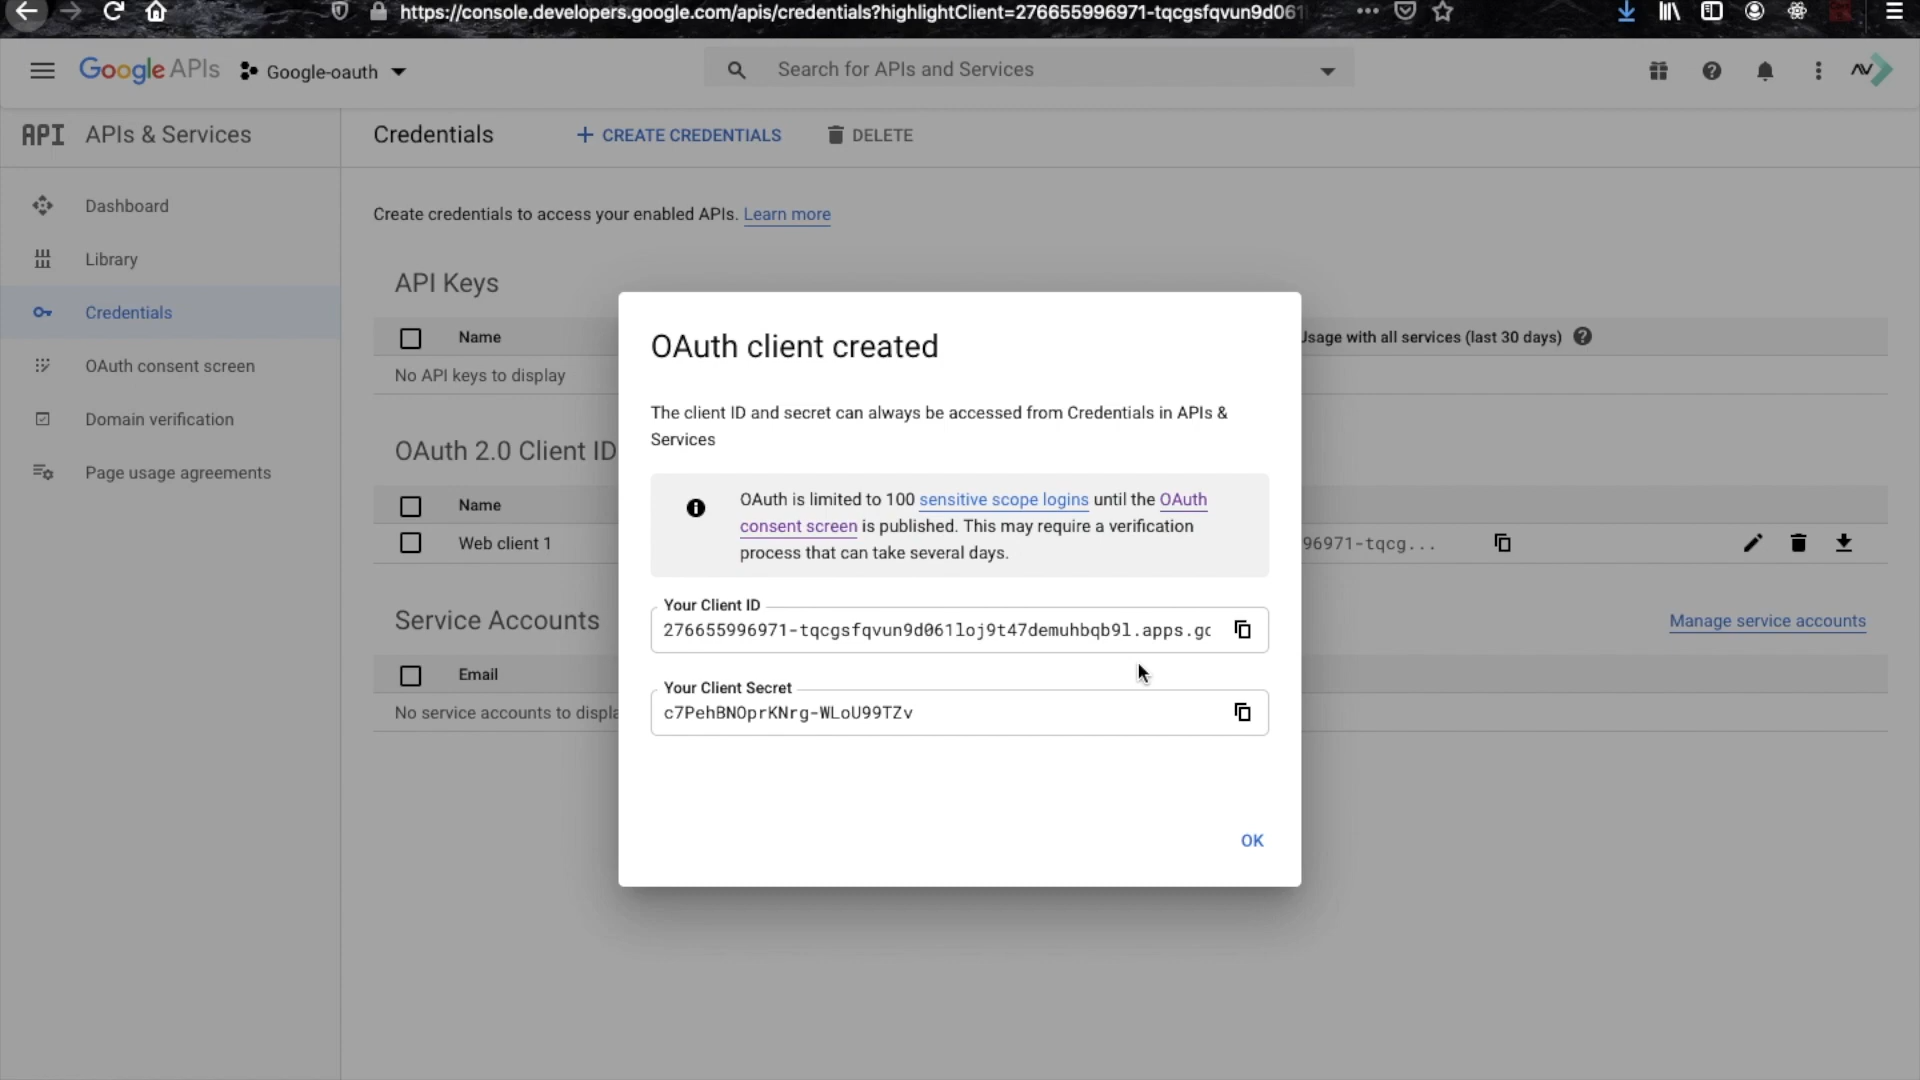 https://console.developers.google.com/apis/credentials?highlightClient=276655996971-tqcgsfqvun9d061
Google APIs
Google-oauth
Search for APIs and Services
API APIs & Services
Credentials
CREATE CREDENTIALS
DELETE
Dashboard
Library
Credentials
OAuth consent screen
Domain verification
Page usage agreements
Create credentials to access your enabled APIs. Learn more
API Keys
Name
Usage with all services (last 30 days)
No API keys to display
OAuth 2.0 Client ID
Name
Web client 1
96971-tqcg...
Service Accounts
Manage service accounts
Email
No service accounts to displa
OAuth client created
The client ID and secret can always be accessed from Credentials in APIs &
Services
OAuth is limited to 100 sensitive scope logins until the OAuth
consent screen is published. This may require a verification
process that can take several days.
Your Client ID
276655996971-tqcgsfqvun9d061loj9t47demuhbqb9l.apps.go
Your Client Secret
c7PehBNOprKNrg-WLoU99TZv
OK